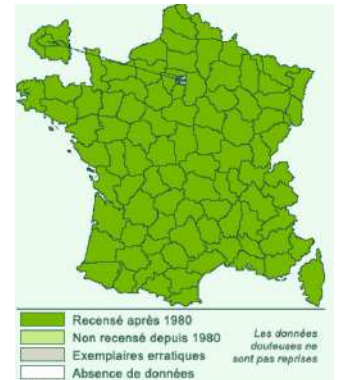 Recensé après 1980
Non recensé depuis 1980
Exemplaires erratiques
Absence de données
Les données
douteuses ne
sont pas reprises